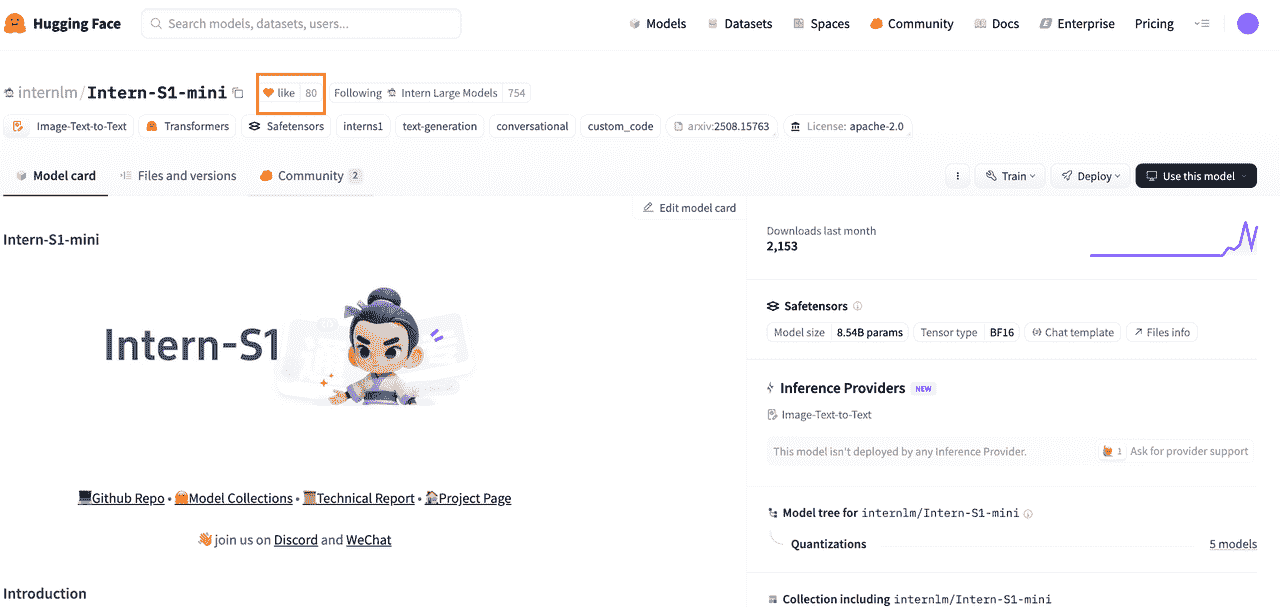 Hugging Face Search models, datasets, users... Models Datasets Spaces Community Docs Enterprise Pricing
internlm/Intern-S1-mini like 80 Following Intern Large Models 754
Image-Text-to-Text Transformers Safetensors interns1 text-generation conversational custom_code arxiv:2508.15763 License: apache-2.0
Model card Files and versions Community 2 Train Deploy Use this model
Edit model card
Intern-S1-mini
Intern-S1
Github Repo • Model Collections • Technical Report • Project Page
join us on Discord and WeChat
Introduction
Downloads last month
2,153
Safetensors
Model size 8.54B params Tensor type BF16 Chat template Files info
Inference Providers NEW
Image-Text-to-Text
This model isn't deployed by any Inference Provider. 1 Ask for provider support
Model tree for internlm/Intern-S1-mini
Quantizations 5 models
Collection including internlm/Intern-S1-mini